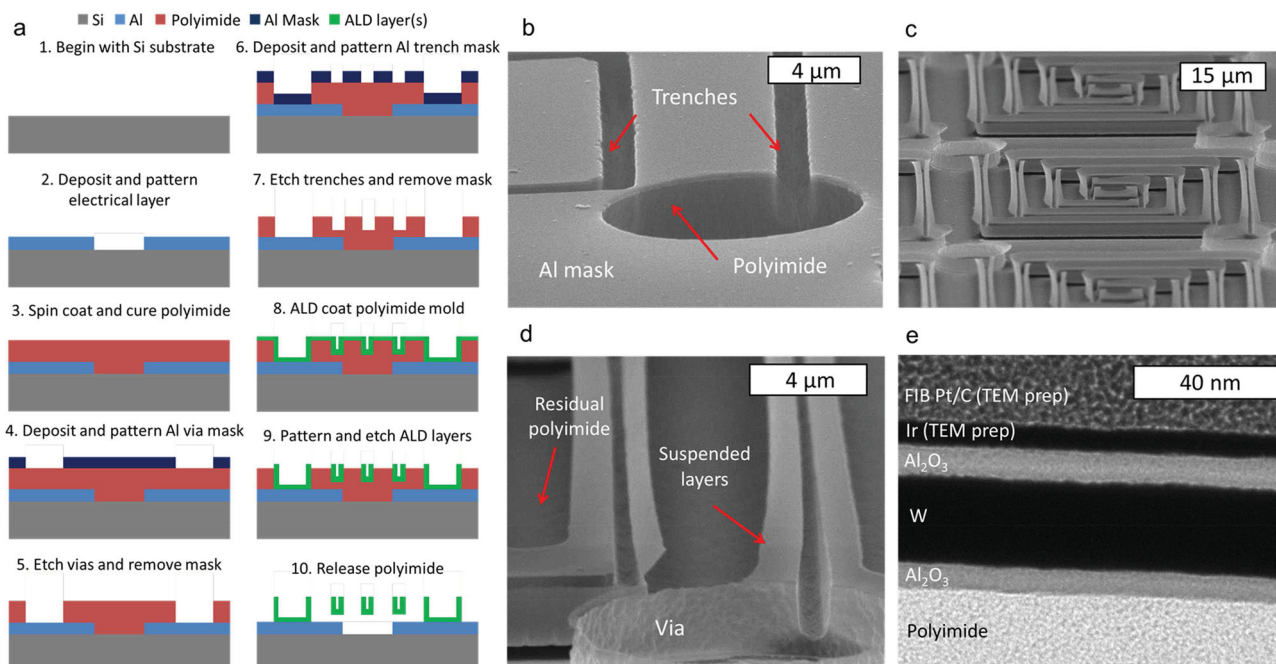 a
Si Al Polyimide Al Mask ALD layer(s)
1. Begin with Si substrate
2. Deposit and pattern
electrical layer
3. Spin coat and cure polyimide
4. Deposit and pattern Al via mask
5. Etch vias and remove mask
6. Deposit and pattern Al trench mask
7. Etch trenches and remove mask
8. ALD coat polyimide mold
9. Pattern and etch ALD layers
10. Release polyimide
b
4 µm
Trenches
Al mask
Polyimide
c
15 µm
d
4 µm
Residual
polyimide
Suspended
layers
Via
e
40 nm
FIB Pt/C (TEM prep)
Ir (TEM prep)
Al₂O₃
W
Al₂O₃
Polyimide